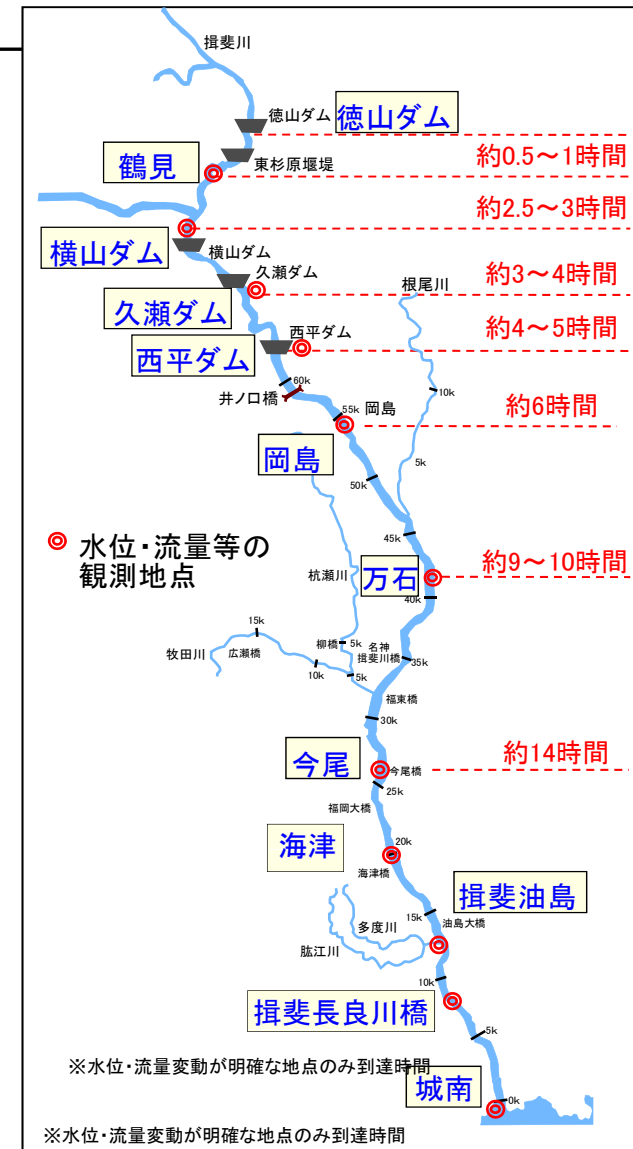 揖斐川
徳山ダム
徳山ダム
東杉原堰堤
約0.5～1時間
鶴見
約2.5～3時間
横山ダム
横山ダム
久瀬ダム
約3～4時間
根尾川
久瀬ダム
西平ダム
約4～5時間
西平ダム
60k
10k
井ノ口橋
55k
岡島
約6時間
岡島
5k
50k
水位・流量等の
観測地点
45k
約9～10時間
杭瀬川
万石
40k
15k
牧田川
広瀬橋
柳橋
5k
名神
揖斐川橋
35k
10k
5k
福東橋
30k
約14時間
今尾
今尾橋
25k
福岡大橋
海津
20k
海津橋
揖斐油島
15k
油島大橋
多度川
肱江川
10k
揖斐長良川橋
5k
※水位・流量変動が明確な地点のみ到達時間
城南
0k
※水位・流量変動が明確な地点のみ到達時間